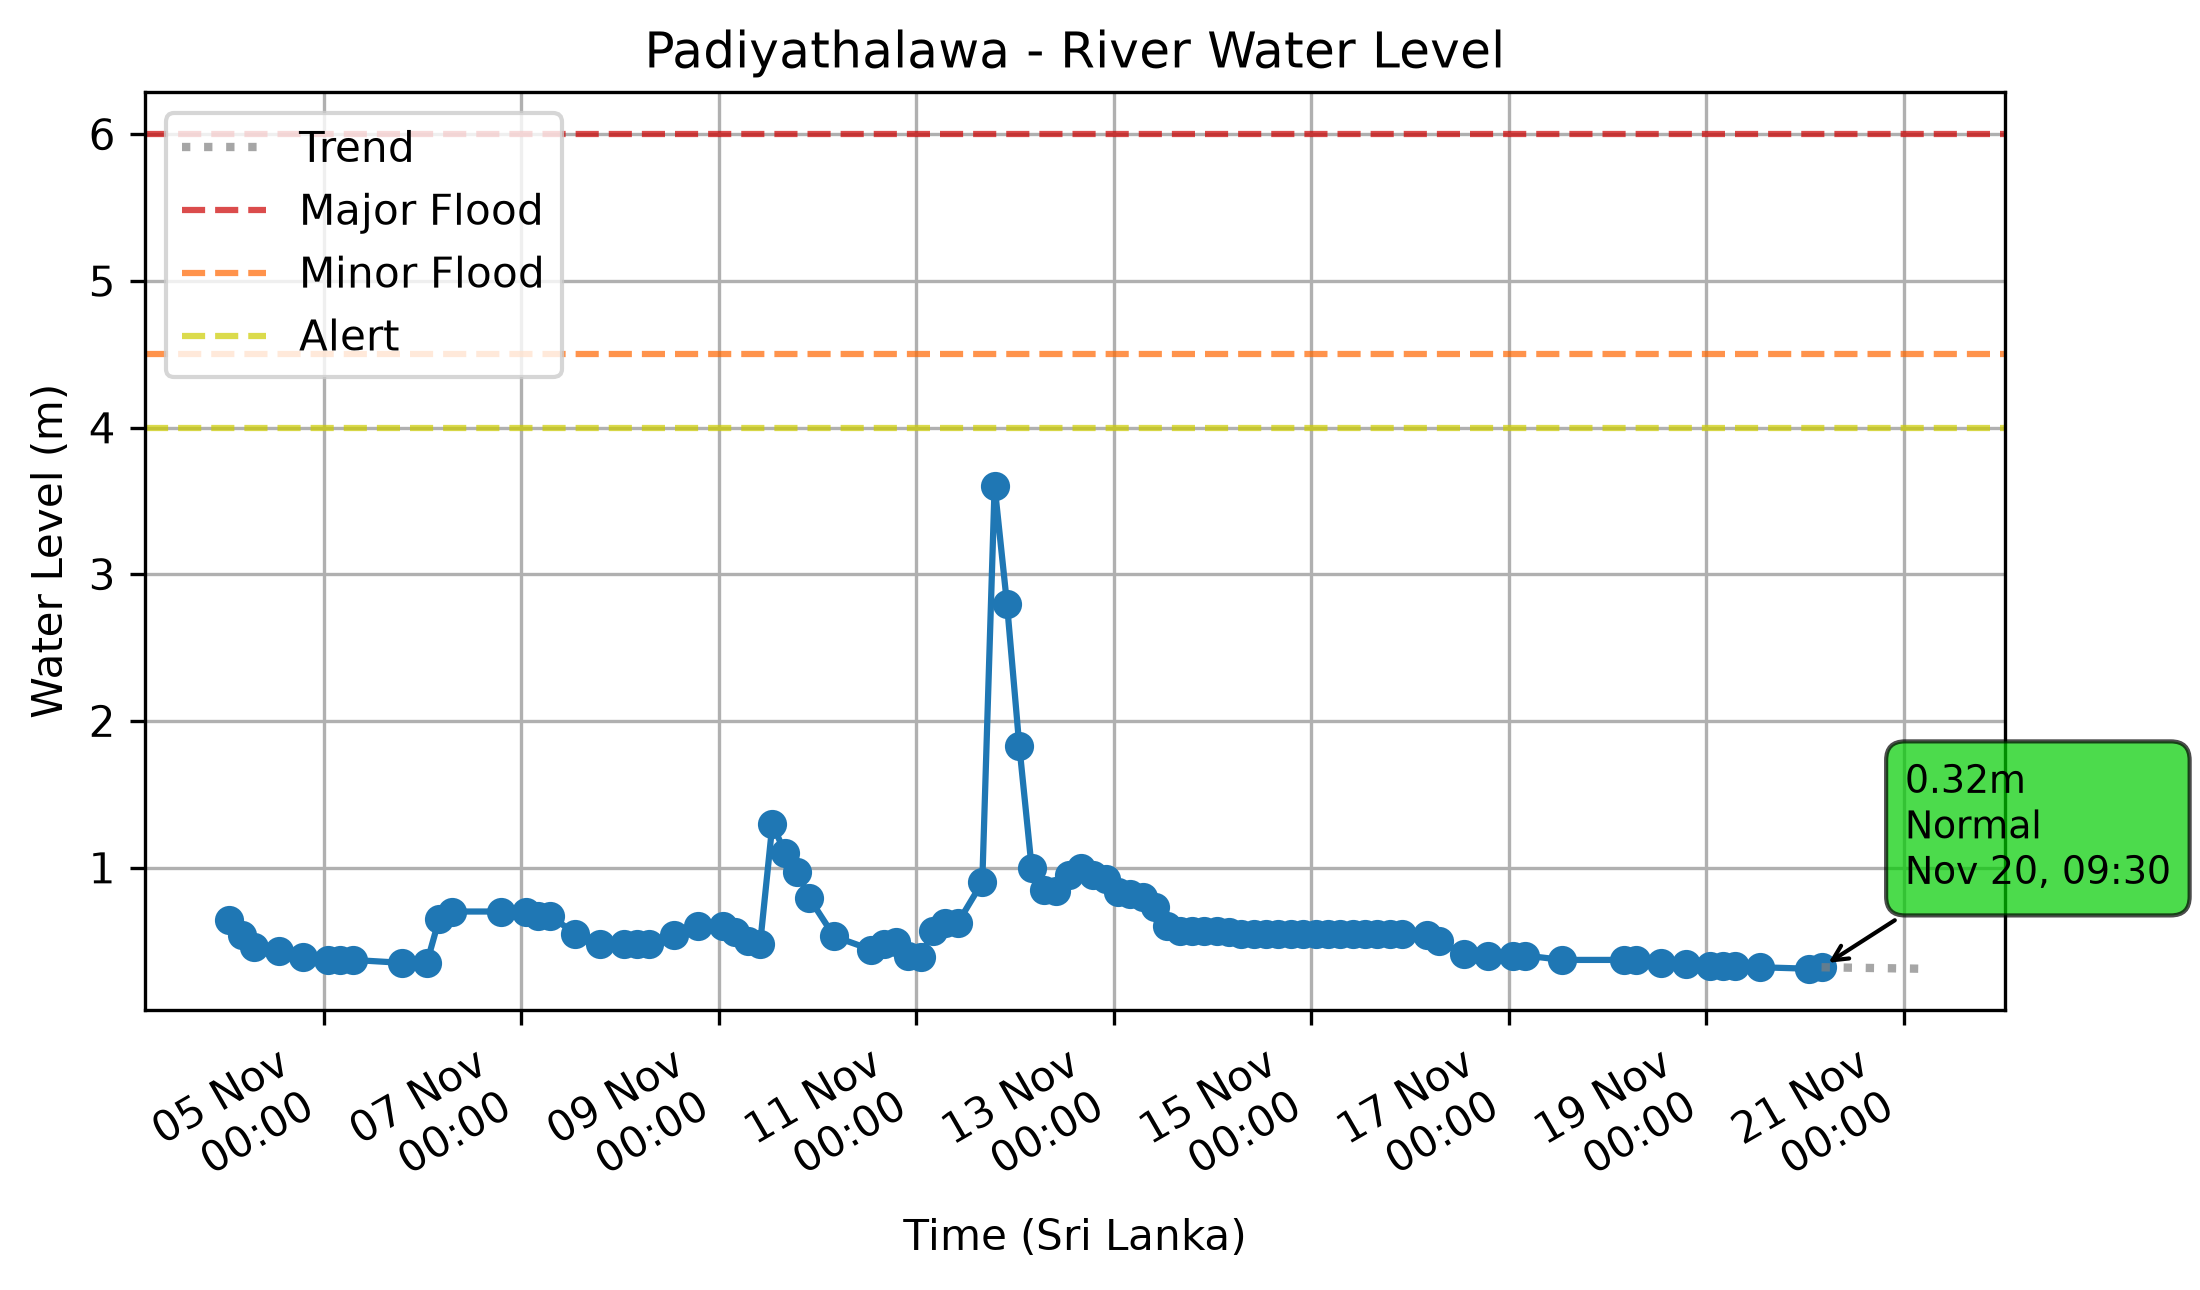 Padiyathalawa - River Water Level
Trend
Major Flood
Minor Flood
Alert
6
5
4
3
2
1
Water Level (m)
0.32m
Normal
Nov 20, 09:30
05 Nov
00:00
07 Nov
00:00
09 Nov
00:00
11 Nov
00:00
13 Nov
00:00
15 Nov
00:00
17 Nov
00:00
19 Nov
00:00
21 Nov
00:00
Time (Sri Lanka)